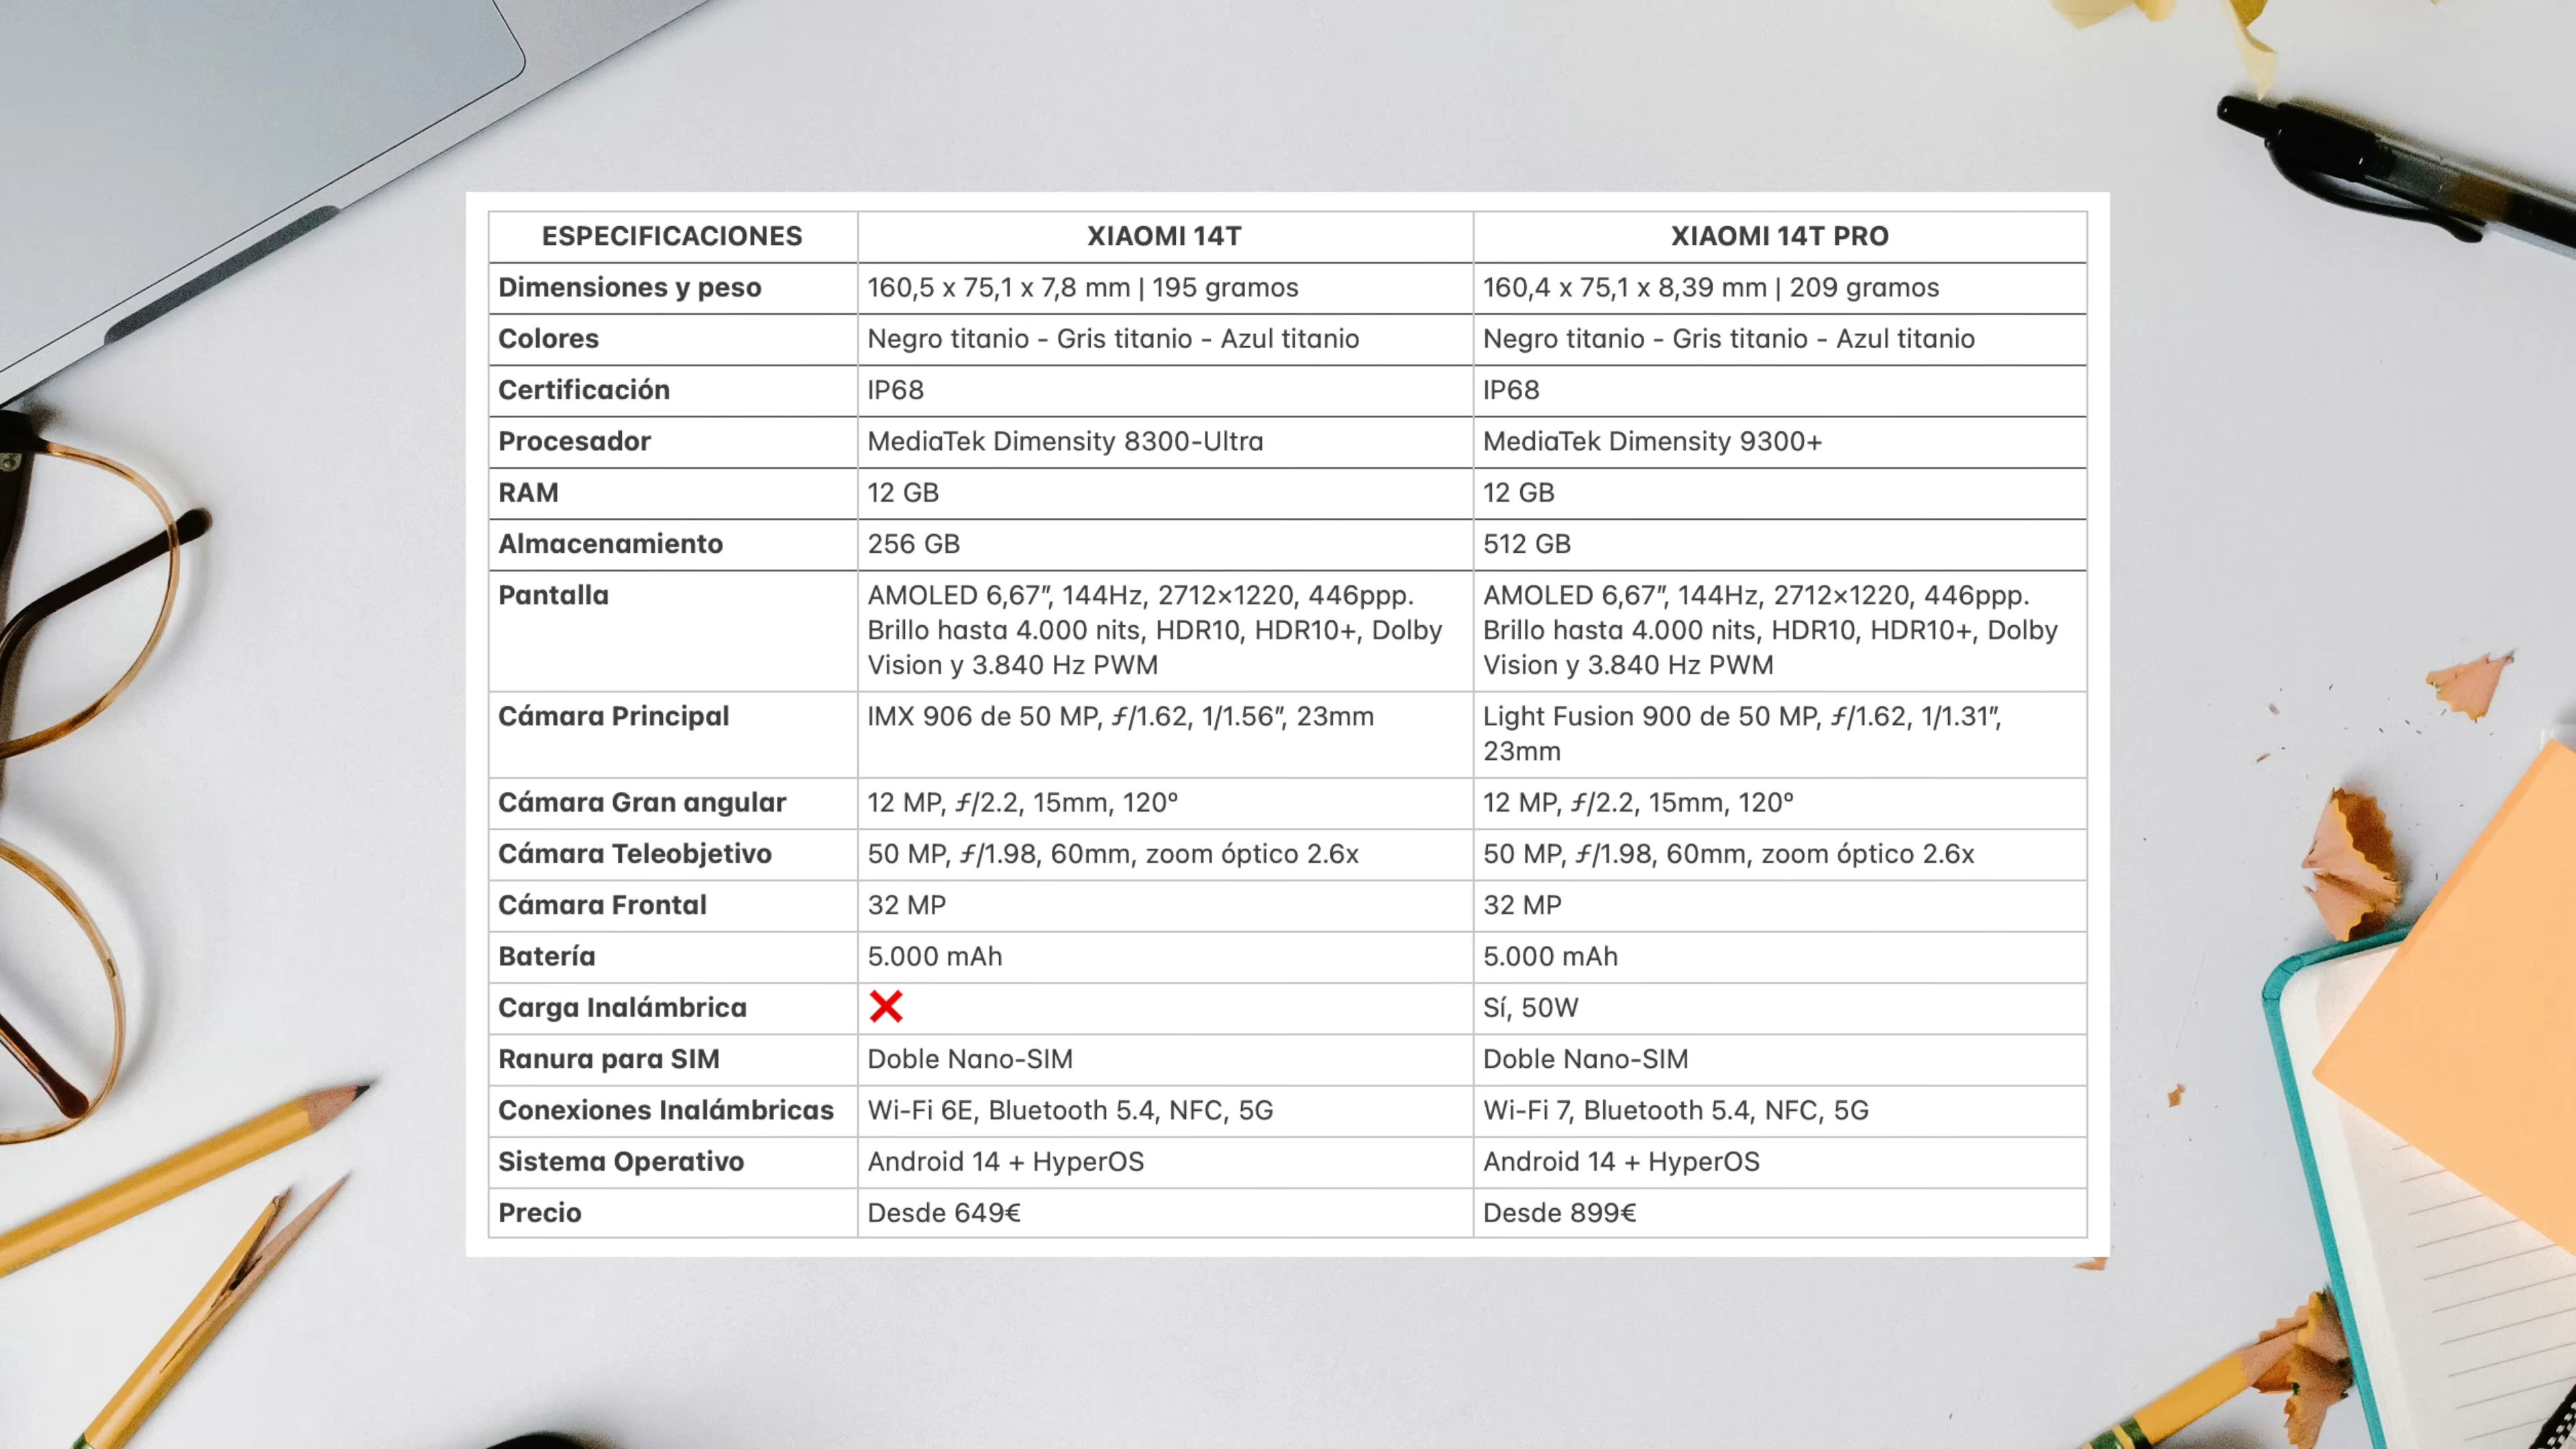 ESPECIFICACIONES XIAOMI 14T XIAOMI 14T PRO
Dimensiones y peso 160,5 x 75,1 x 7,8 mm | 195 gramos 160,4 x 75,1 x 8,39 mm | 209 gramos
Colores Negro titanio - Gris titanio - Azul titanio Negro titanio - Gris titanio - Azul titanio
Certificación IP68 IP68
Procesador MediaTek Dimensity 8300-Ultra MediaTek Dimensity 9300+
RAM 12 GB 12 GB
Almacenamiento 256 GB 512 GB
Pantalla AMOLED 6,67”, 144Hz, 2712×1220, 446ppp. AMOLED 6,67”, 144Hz, 2712×1220, 446ppp.
Brillo hasta 4.000 nits, HDR10, HDR10+, Dolby Brillo hasta 4.000 nits, HDR10, HDR10+, Dolby
Vision y 3.840 Hz PWM Vision y 3.840 Hz PWM
Cámara Principal IMX 906 de 50 MP, ƒ/1.62, 1/1.56”, 23mm Light Fusion 900 de 50 MP, ƒ/1.62, 1/1.31”,
23mm
Cámara Gran angular 12 MP, ƒ/2.2, 15mm, 120º 12 MP, ƒ/2.2, 15mm, 120º
Cámara Teleobjetivo 50 MP, ƒ/1.98, 60mm, zoom óptico 2.6x 50 MP, ƒ/1.98, 60mm, zoom óptico 2.6x
Cámara Frontal 32 MP 32 MP
Batería 5.000 mAh 5.000 mAh
Carga Inalámbrica ❌ Sí, 50W
Ranura para SIM Doble Nano-SIM Doble Nano-SIM
Conexiones Inalámbricas Wi-Fi 6E, Bluetooth 5.4, NFC, 5G Wi-Fi 7, Bluetooth 5.4, NFC, 5G
Sistema Operativo Android 14 + HyperOS Android 14 + HyperOS
Precio Desde 649€ Desde 899€